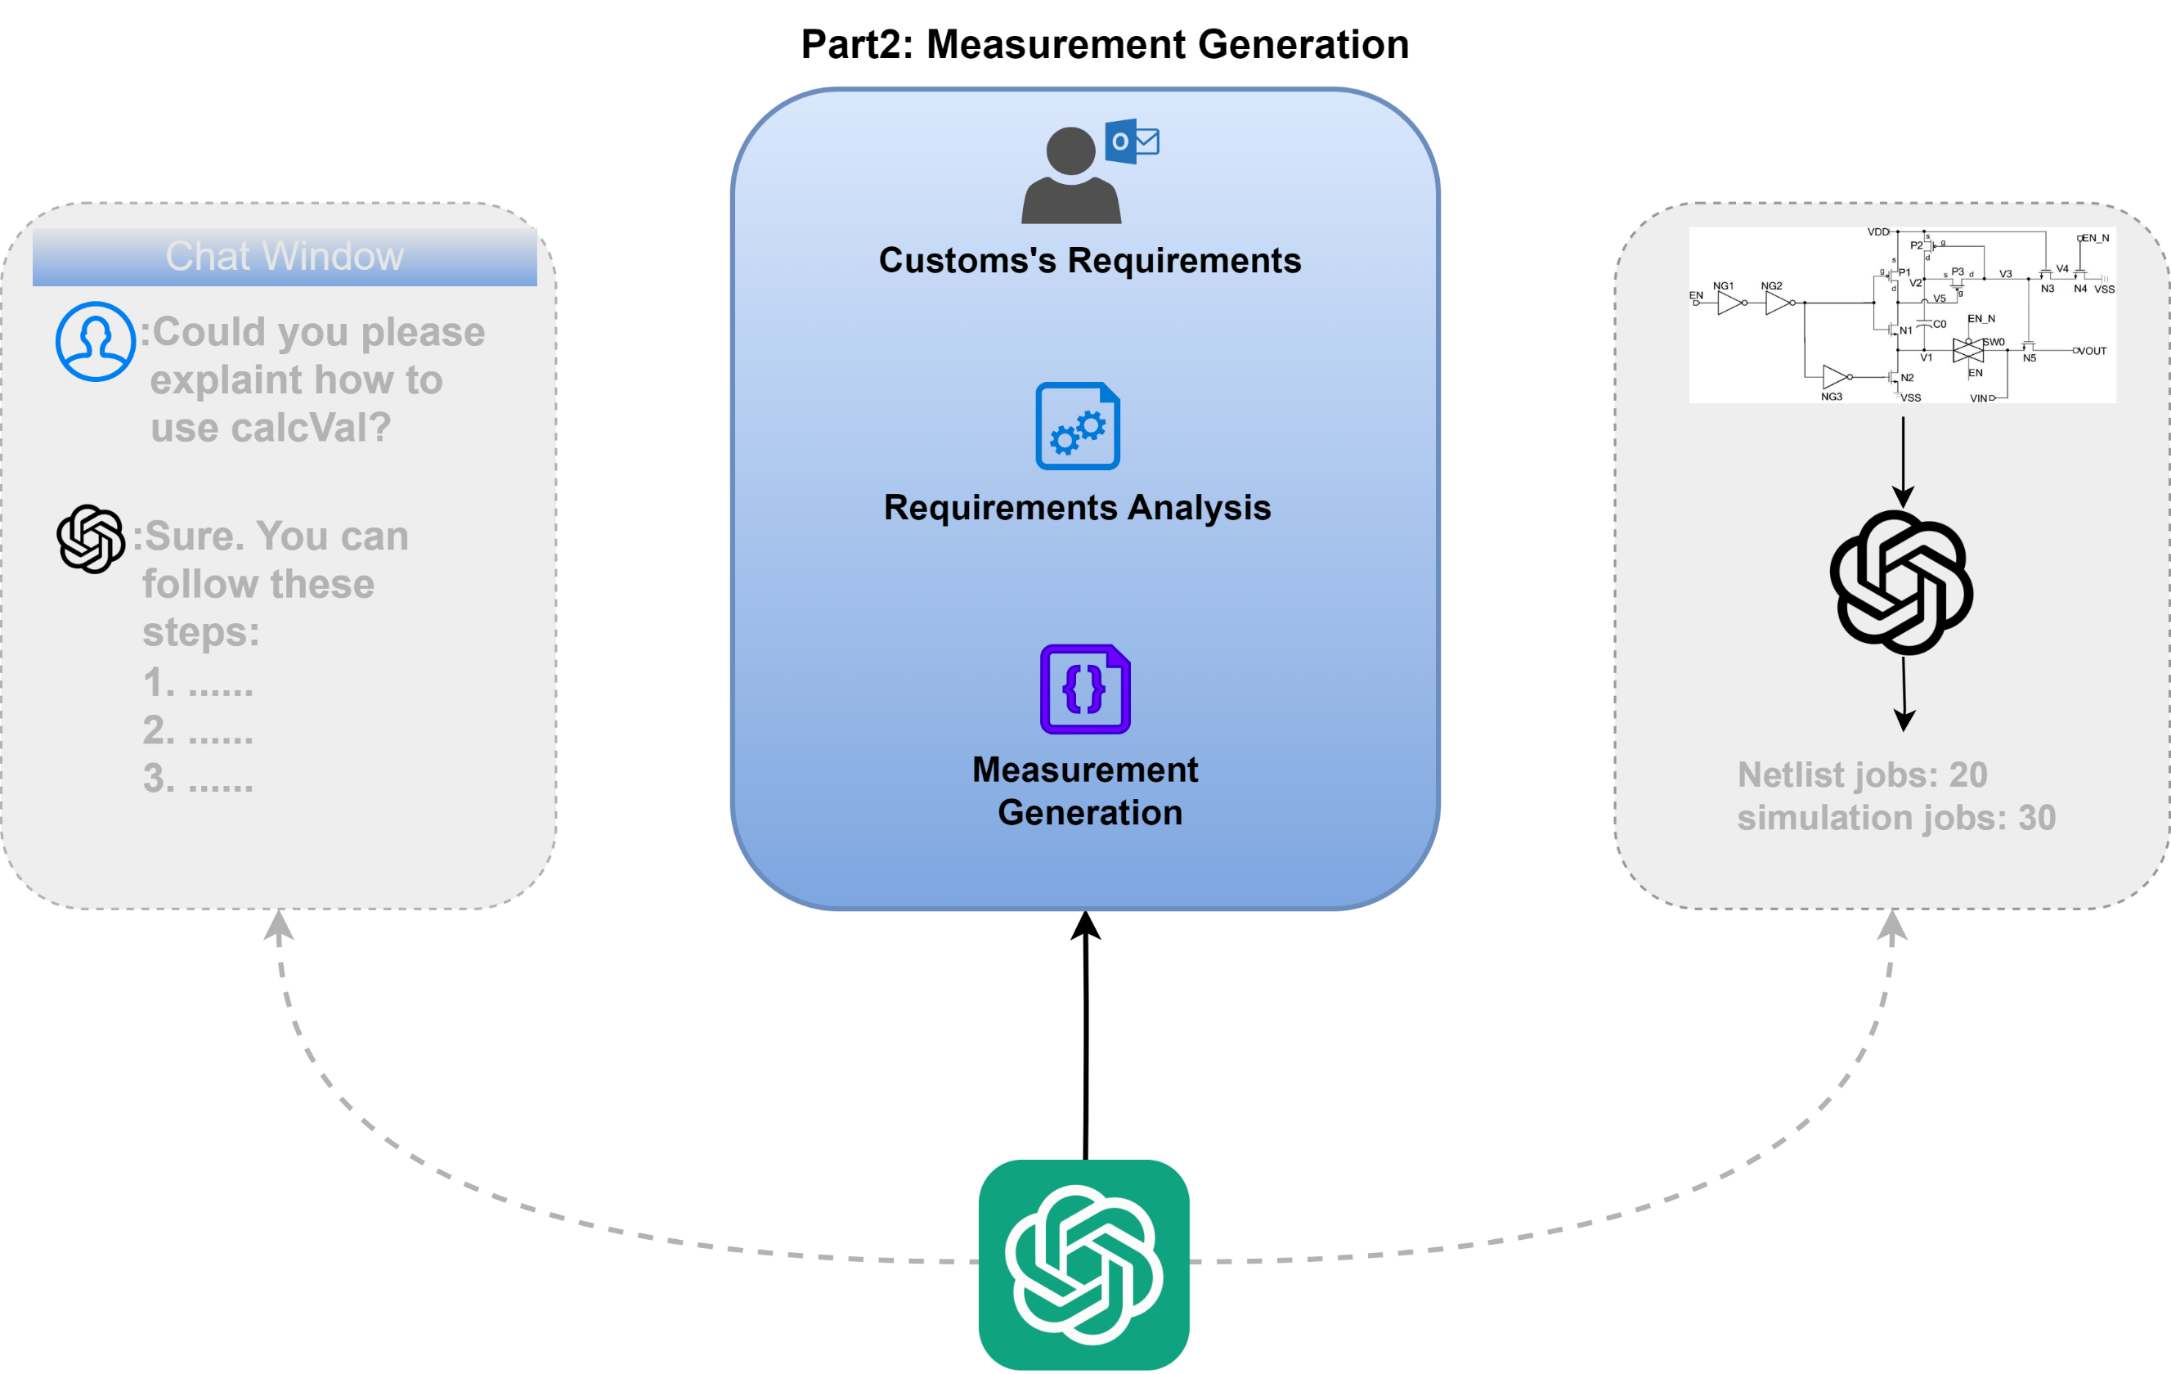 Part2: Measurement Generation
Chat Window
:Could you please
explaint how to
use calcVal?
:Sure. You can
follow these
steps:
1. ......
2. ......
3. ......
O
Customs's Requirements
Requirements Analysis
{}
Measurement
Generation
VDD
P2
s
g
d
EN_N
s
g
P1
d
V2
s
P3
d
g
V3
V4
N3
N4
VSS
EN
NG1
NG2
V5
N1
C0
EN_N
SW0
V1
EN
N5
VOUT
NG3
N2
VSS
VIN
Netlist jobs: 20
simulation jobs: 30